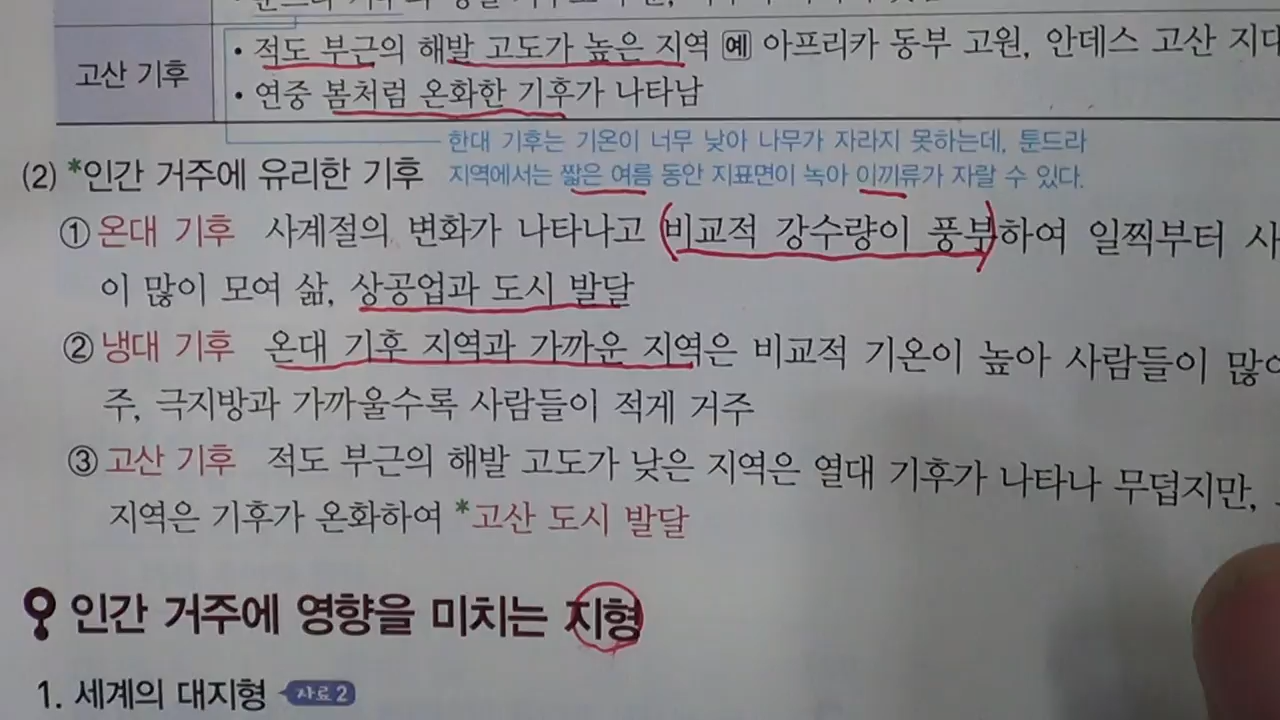 고산 기후
• 적도 부근의 해발 고도가 높은 지역 예 아프리카 동부 고원, 안데스 고산 지대
• 연중 봄처럼 온화한 기후가 나타남
한대 기후는 기온이 너무 낮아 나무가 자라지 못하는데, 툰드라
지역에서는 짧은 여름 동안 지표면이 녹아 이끼류가 자랄 수 있다.
(2) *인간 거주에 유리한 기후
① 온대 기후 사계절의 변화가 나타나고 비교적 강수량이 풍부하여 일찍부터 사
이 많이 모여 삶, 상공업과 도시 발달
② 냉대 기후 온대 기후 지역과 가까운 지역은 비교적 기온이 높아 사람들이 많
주, 극지방과 가까울수록 사람들이 적게 거주
③ 고산 기후 적도 부근의 해발 고도가 낮은 지역은 열대 기후가 나타나 무덥지만,
지역은 기후가 온화하여 *고산 도시 발달
인간 거주에 영향을 미치는 지형
1. 세계의 대지형 자료 2